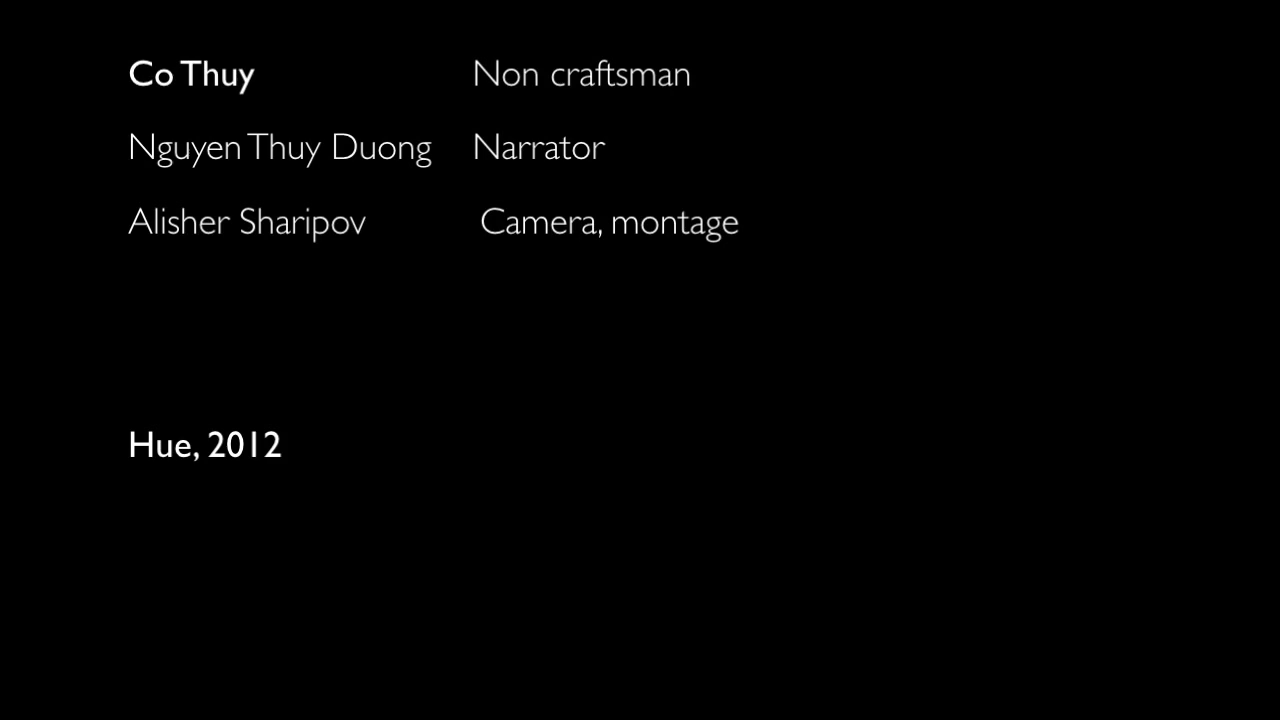 Co Thuy Non craftsman
Nguyen Thuy Duong Narrator
Alisher Sharipov Camera, montage
Hue, 2012